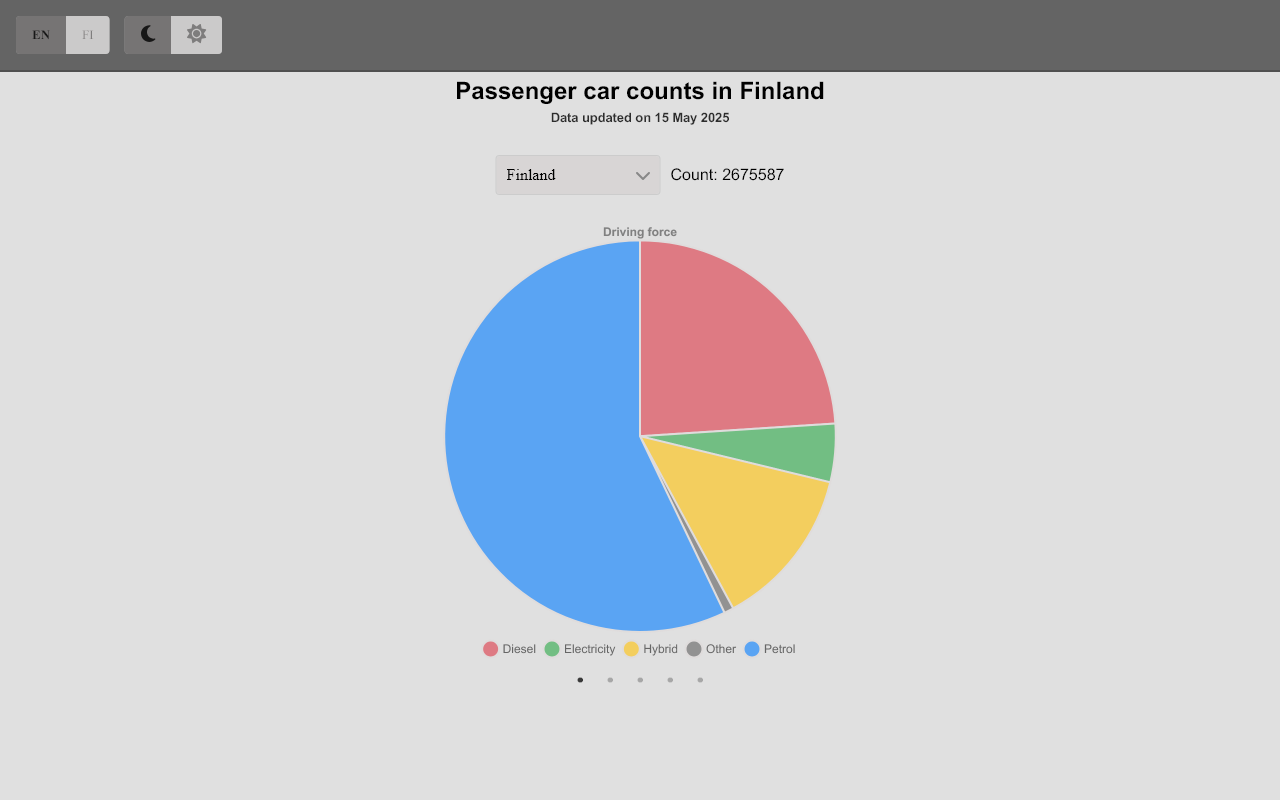 EN FI
Passenger car counts in Finland
Data updated on 15 May 2025
Finland Count: 2675587
Driving force
Diesel Electricity Hybrid Other Petrol